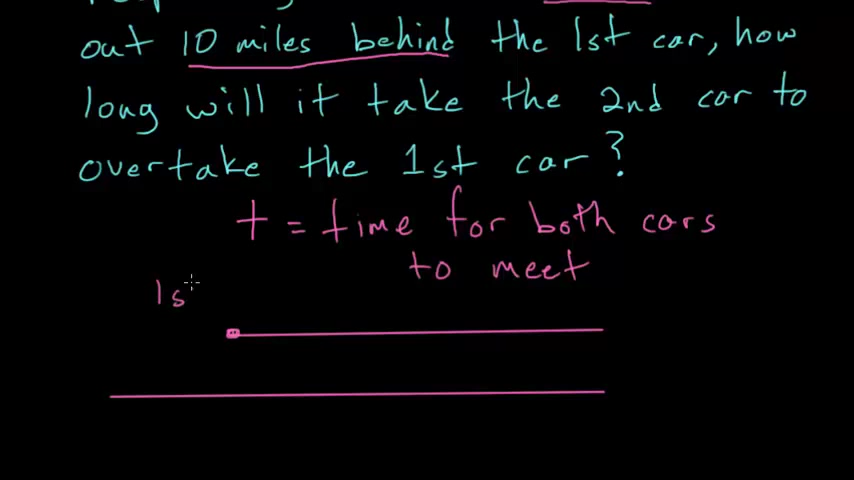 out 10 miles behind the 1st car, how
long will it take the 2nd car to
overtake the 1st car?
t = time for both cars
to meet
1s